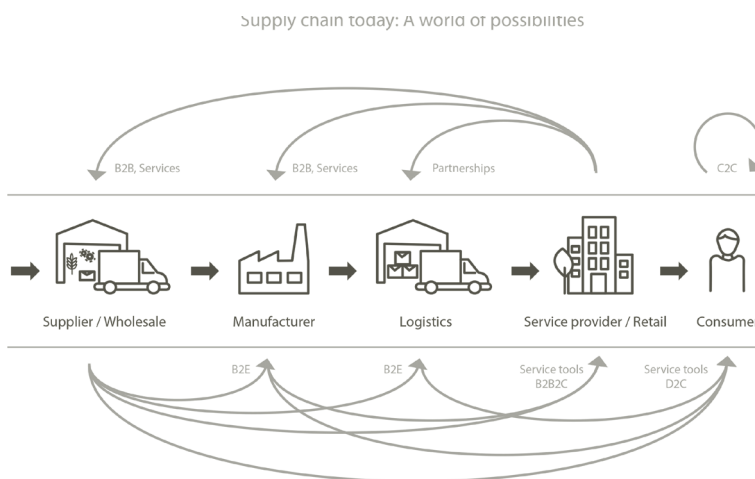 Supply chain today: A world of possibilities
B2B, Services
B2B, Services
Partnerships
C2C
Supplier / Wholesale
Manufacturer
Logistics
Service provider / Retail
Consume
B2E
B2E
Service tools
B2B2C
Service tools
D2C